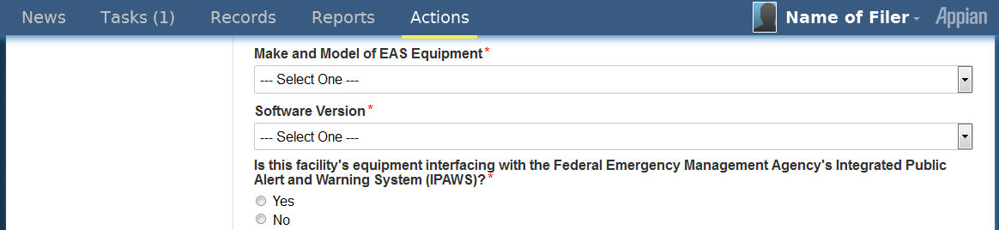 News Tasks (1) Records Reports Actions Name of Filer Appian
Make and Model of EAS Equipment*
--- Select One ---
Software Version*
--- Select One ---
Is this facility's equipment interfacing with the Federal Emergency Management Agency's Integrated Public
Alert and Warning System (IPAWS)?*
Yes
No